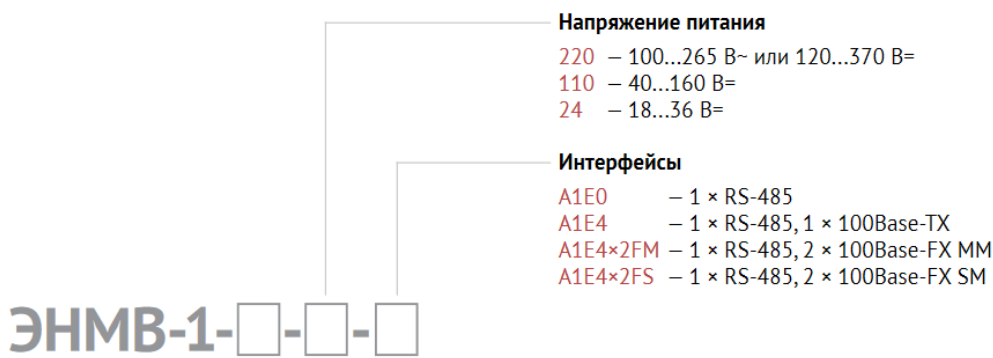 Напряжение питания
220 – 100...265 В~ или 120...370 В=
110 – 40...160 В=
24 – 18...36 В=
Интерфейсы
A1E0 – 1 × RS-485
A1E4 – 1 × RS-485, 1 × 100Base-TX
A1E4×2FM – 1 × RS-485, 2 × 100Base-FX MM
A1E4×2FS – 1 × RS-485, 2 × 100Base-FX SM
ЭНМВ-1-□-□-□